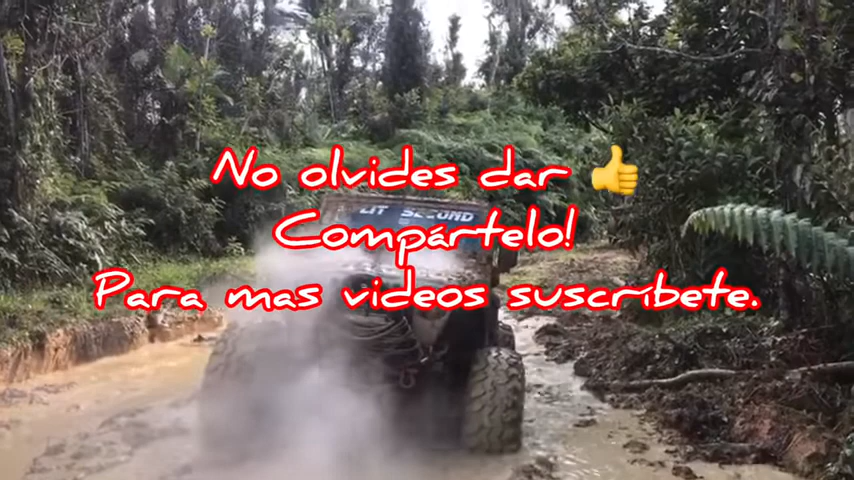 No olvides dar 👍
Compártelo!
Para mas videos suscríbete.